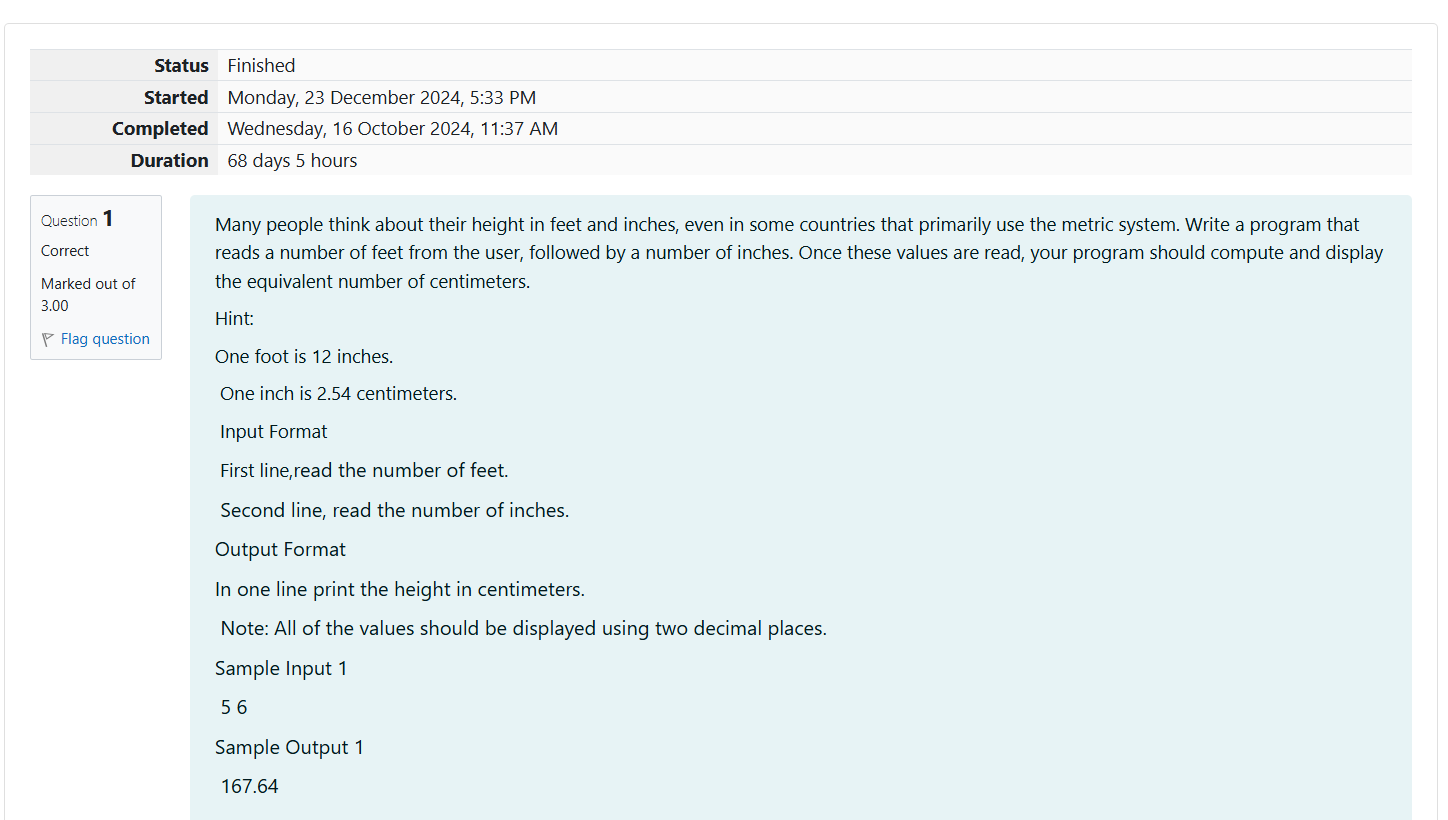 Status Finished
Started Monday, 23 December 2024, 5:33 PM
Completed Wednesday, 16 October 2024, 11:37 AM
Duration 68 days 5 hours
Question 1
Correct
Marked out of
3.00
Flag question
Many people think about their height in feet and inches, even in some countries that primarily use the metric system. Write a program that
reads a number of feet from the user, followed by a number of inches. Once these values are read, your program should compute and display
the equivalent number of centimeters.
Hint:
One foot is 12 inches.
One inch is 2.54 centimeters.
Input Format
First line,read the number of feet.
Second line, read the number of inches.
Output Format
In one line print the height in centimeters.
Note: All of the values should be displayed using two decimal places.
Sample Input 1
5 6
Sample Output 1
167.64